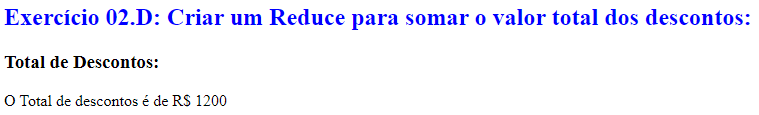 Exercício 02.D: Criar um Reduce para somar o valor total dos descontos:
Total de Descontos:
O Total de descontos é de R$ 1200